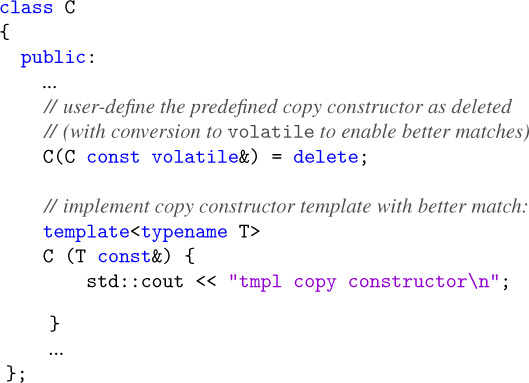 class C
{
public:
...
// user-define the predefined copy constructor as deleted
// (with conversion to volatile to enable better matches)
C(C const volatile&) = delete;
// implement copy constructor template with better match:
template<typename T>
C (T const&) {
std::cout << "tmpl copy constructor\n";
}
...
};